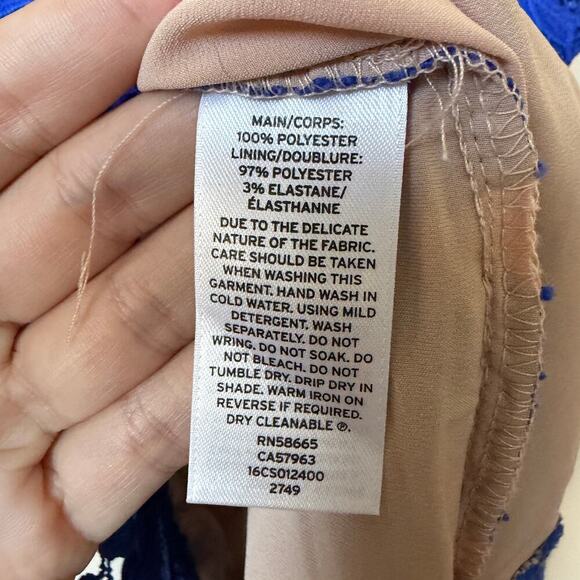 MAIN/CORPS:
100% POLYESTER
LINING/DOUBLURE:
97% POLYESTER
3% ELASTANE/
ÉLASTHANNE
DUE TO THE DELICATE
NATURE OF THE FABRIC.
CARE SHOULD BE TAKEN
WHEN WASHING THIS
GARMENT. HAND WASH IN
COLD WATER. USING MILD
DETERGENT. WASH
SEPARATELY. DO NOT
WRING. DO NOT SOAK. DO
NOT BLEACH. DO NOT
TUMBLE DRY. DRIP DRY IN
SHADE. WARM IRON ON
REVERSE IF REQUIRED.
DRY CLEANABLE ℗.
RN58665
CA57963
16CS012400
2749